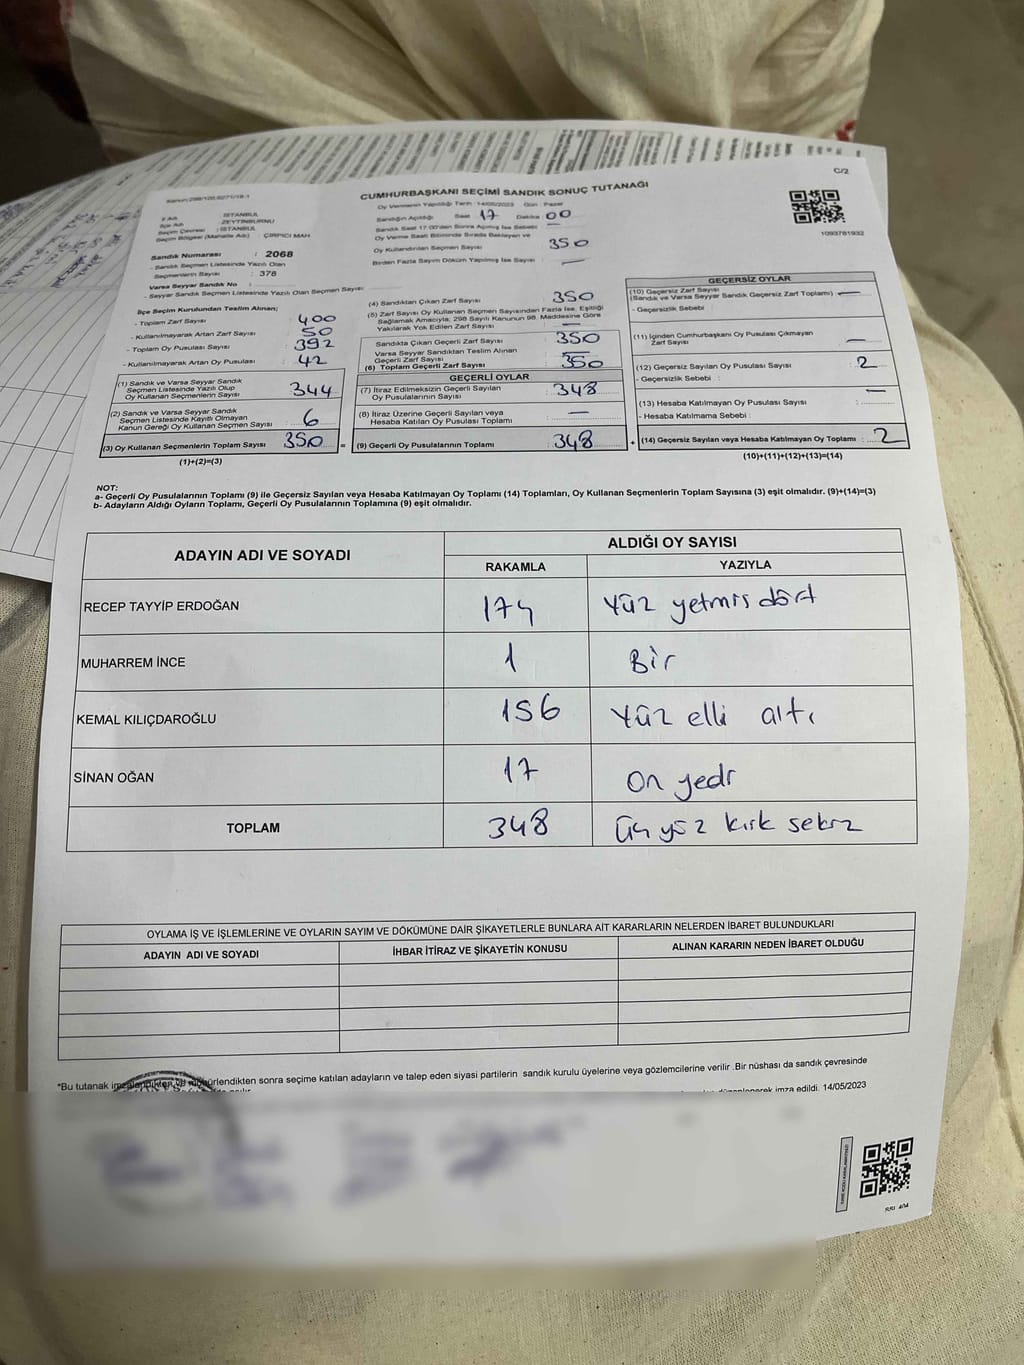 C/2
CUMHURBAŞKANI SEÇİMİ SANDIK SONUÇ TUTANAĞI
Oy Vermenin Yapıldığı Tarih : 14/05/2023 Gün : Pazar
1093781932
İl Adı : İSTANBUL
İlçe Adı : ZEYTİNBURNU
Seçim Çevresi : İSTANBUL
Seçim Bölgesi (Mahalle Adı) : ÇIRPICI MAH
Sandık Numarası : 2068
- Sandık Seçmen Listesinde Yazılı Olan
Seçmenlerin Sayısı : 378
Varsa Seyyar Sandık No :
- Seyyar Sandık Seçmen Listesinde Yazılı Olan Seçmen Sayısı :
Sandığın Açıldığı Saat 17 Dakika 00
Sandık Saat 17.00'den Sonra Açılmış İse Sebebi : —
Oy Verme Saati Bitiminde Sırada Bekleyen ve
Oy Kullandırılan Seçmen Sayısı : 350
Birden Fazla Sayım Döküm Yapılmış İse Sayısı : —
İlçe Seçim Kurulundan Teslim Alınan;
- Toplam Zarf Sayısı : 400
- Kullanılmayarak Artan Zarf Sayısı : 50
- Toplam Oy Pusulası Sayısı : 392
- Kullanılmayarak Artan Oy Pusulası : 42
(1) Sandık ve Varsa Seyyar Sandık
Seçmen Listesinde Yazılı Olup
Oy Kullanan Seçmenlerin Sayısı : 344
(2) Sandık ve Varsa Seyyar Sandık
Seçmen Listesinde Kayıtlı Olmayan
Kanun Gereği Oy Kullanan Seçmen Sayısı : 6
(3) Oy Kullanan Seçmenlerin Toplam Sayısı : 350
(1)+(2)=(3)
(4) Sandıktan Çıkan Zarf Sayısı : 350
(5) Zarf Sayısı Oy Kullanan Seçmen Sayısından Fazla İse, Eşitliği
Sağlamak Amacıyla, 298 Sayılı Kanunun 98. Maddesine Göre
Yakılarak Yok Edilen Zarf Sayısı : —
Sandıkta Çıkan Geçerli Zarf Sayısı : 350
Varsa Seyyar Sandıktan Teslim Alınan
Geçerli Zarf Sayısı : —
(6) Toplam Geçerli Zarf Sayısı : 350
GEÇERLİ OYLAR
(7) İtiraz Edilmeksizin Geçerli Sayılan
Oy Pusulası Sayısı : 348
(8) İtiraz Üzerine Geçerli Sayılan veya
Hesaba Katılan Oy Pusulası Toplamı : —
= (9) Geçerli Oy Pusulalarının Toplamı : 348
GEÇERSİZ OYLAR
(10) Geçersiz Zarf Sayısı
(Sandık ve Varsa Seyyar Sandık Geçersiz Zarf Toplamı) : —
- Geçersizlik Sebebi :
(11) İçinden Cumhurbaşkanı Oy Pusulası Çıkmayan
Zarf Sayısı : —
(12) Geçersiz Sayılan Oy Pusulası Sayısı : 2
- Geçersizlik Sebebi :
(13) Hesaba Katılmayan Oy Pusulası Sayısı : —
- Hesaba Katılmama Sebebi :
+ (14) Geçersiz Sayılan veya Hesaba Katılmayan Oy Toplamı : 2
(10)+(11)+(12)+(13)=(14)
NOT:
a- Geçerli Oy Pusulalarının Toplamı (9) ile Geçersiz Sayılan veya Hesaba Katılmayan Oy Toplamı (14) Toplamları, Oy Kullanan Seçmenlerin Toplam Sayısına (3) eşit olmalıdır. (9)+(14)=(3)
b- Adayların Aldığı Oyların Toplamı, Geçerli Oy Pusulalarının Toplamına (9) eşit olmalıdır.
ADAYIN ADI VE SOYADI ALDIĞI OY SAYISI
RAKAMLA YAZIYLA
RECEP TAYYİP ERDOĞAN 174 Yüz yetmiş dört
MUHARREM İNCE 1 Bir
KEMAL KILIÇDAROĞLU 156 Yüz elli altı
SİNAN OĞAN 17 On yedi
TOPLAM 348 Üç yüz kırk sekiz
OYLAMA İŞ VE İŞLEMLERİNE VE OYLARIN SAYIM VE DÖKÜMÜNE DAİR ŞİKAYETLERLE BUNLARA AİT KARARLARIN NELERDEN İBARET BULUNDUKLARI
ADAYIN ADI VE SOYADI İHBAR İTİRAZ VE ŞİKAYETİN KONUSU ALINAN KARARIN NEDEN İBARET OLDUĞU
*Bu tutanak imzalandıktan ve mühürlendikten sonra seçime katılan adayların ve talep eden siyasi partilerin sandık kurulu üyelerine veya gözlemcilerine verilir .Bir nüshası da sandık çevresinde
düzenlenerek imza edildi. 14/05/2023